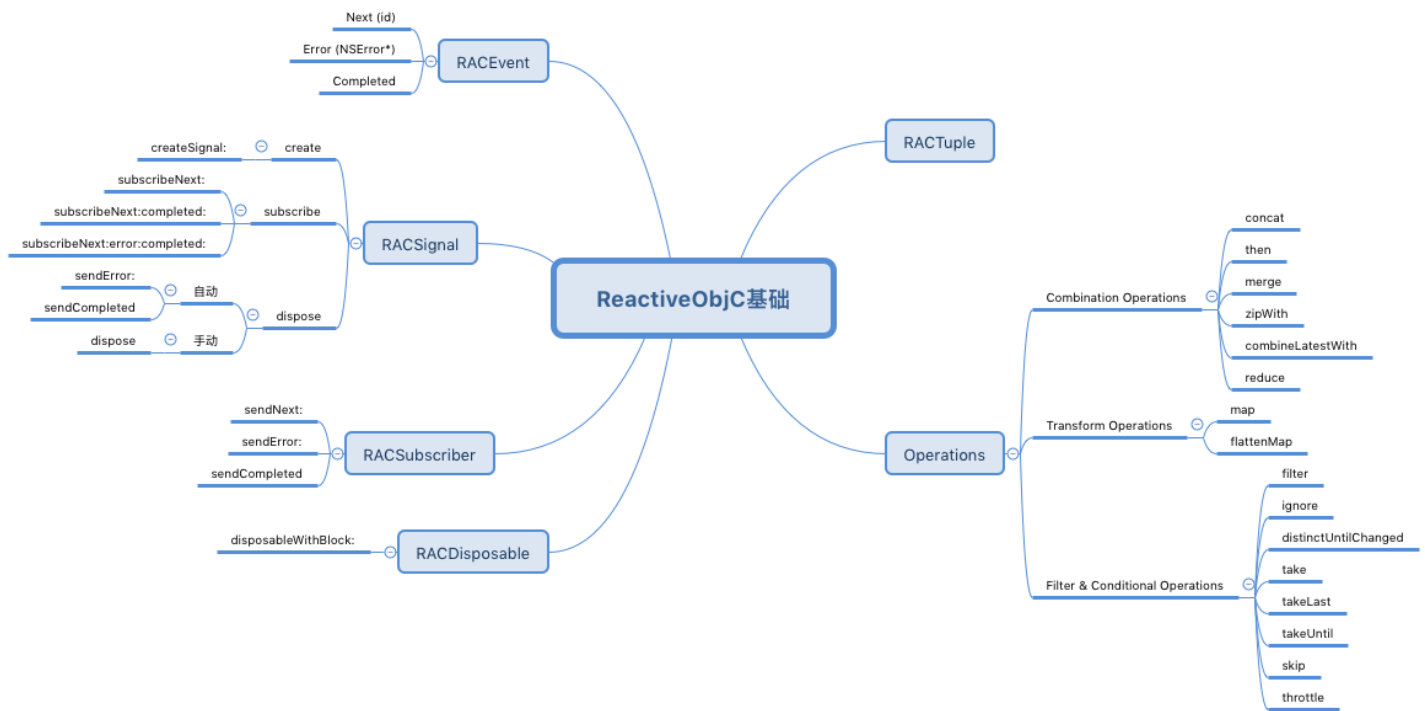 ReactiveObjC基础
RACEvent
Next (id)
Error (NSError*)
Completed
RACSignal
create
createSignal:
subscribe
subscribeNext:
subscribeNext:completed:
subscribeNext:error:completed:
dispose
自动
sendError:
sendCompleted
手动
dispose
RACSubscriber
sendNext:
sendError:
sendCompleted
RACDisposable
disposableWithBlock:
RACTuple
Operations
Combination Operations
concat
then
merge
zipWith
combineLatestWith
reduce
Transform Operations
map
flattenMap
Filter & Conditional Operations
filter
ignore
distinctUntilChanged
take
takeLast
takeUntil
skip
throttle